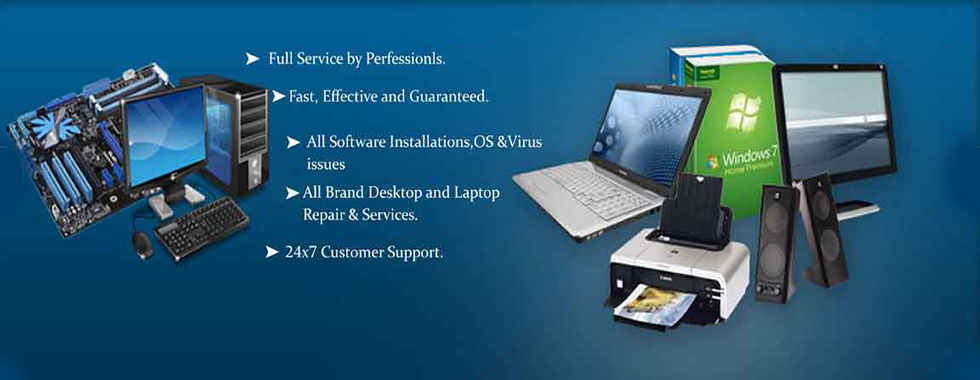 Full Service by Perfessionls.
Fast, Effective and Guaranteed.
All Software Installations,OS &Virus
issues
All Brand Desktop and Laptop
Repair & Services.
24x7 Customer Support.
Windows 7
Home Premium
Canon